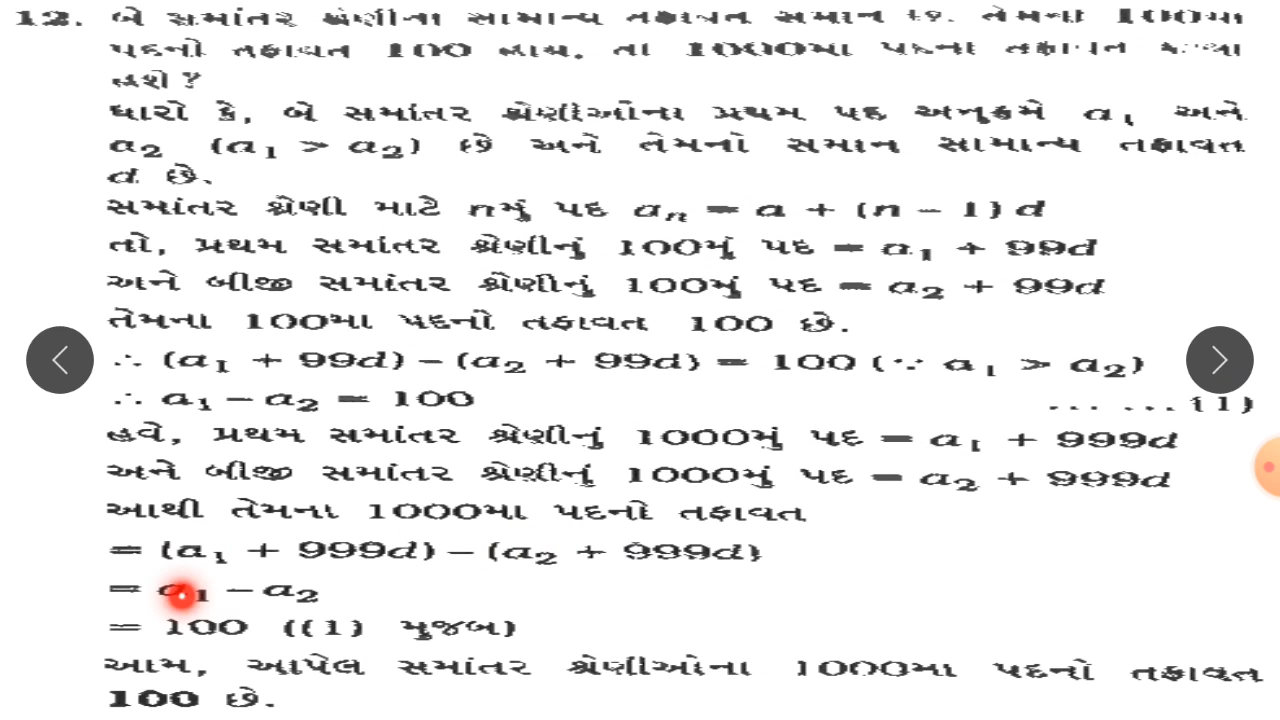 12. બે સમાંતર શ્રેણીના સામાન્ય તફાવત સમાન છે. તેમના 100મા
પદનો તફાવત 100 હોય, તો 1000મા પદના તફાવત
હશે?
ધારો કે, બે સમાંતર શ્રેણીઓના પ્રથમ પદ અનુક્રમે a₁ અને
a₂ (a₁ > a₂) છે અને તેમનો સમાન સામાન્ય તફાવત
d છે.
સમાંતર શ્રેણી માટે nમું પદ aₙ = a + (n – 1) d
તો, પ્રથમ સમાંતર શ્રેણીનું 100મું પદ = a₁ + 99d
અને બીજી સમાંતર શ્રેણીનું 100મું પદ = a₂ + 99d
તેમના 100મા પદનો તફાવત 100 છે.
∴ (a₁ + 99d) – (a₂ + 99d) = 100 (∵ a₁ > a₂)
∴ a₁ – a₂ = 100 ... ...(1)
હવે, પ્રથમ સમાંતર શ્રેણીનું 1000મું પદ = a₁ + 999d
અને બીજી સમાંતર શ્રેણીનું 1000મું પદ = a₂ + 999d
આથી તેમના 1000મા પદનો તફાવત
= (a₁ + 999d) – (a₂ + 999d)
= a₁ – a₂
= 100 ((1) મુજબ)
આમ, આપેલ સમાંતર શ્રેણીઓના 1000મા પદનો તફાવત
100 છે.